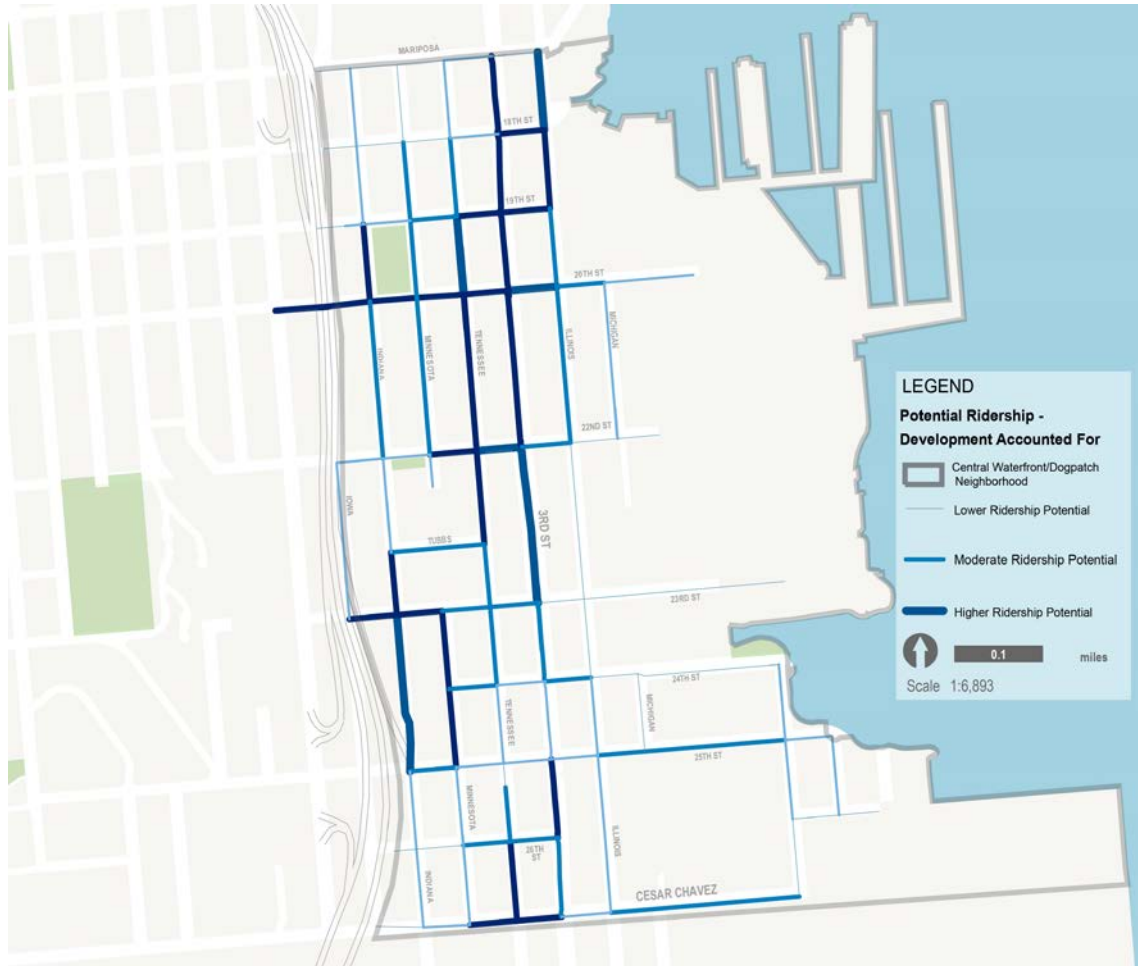 MARIPOSA
18TH ST
19TH ST
20TH ST
INDIANA
MINNESOTA
TENNESSEE
ILLINOIS
MICHIGAN
22ND ST
IOWA
3RD ST
TUBBS
23RD ST
24TH ST
TENNESSEE
MICHIGAN
25TH ST
MINNESOTA
ILLINOIS
26TH
ST
INDIANA
CESAR CHAVEZ
LEGEND
Potential Ridership -
Development Accounted For
Central Waterfront/Dogpatch
Neighborhood
Lower Ridership Potential
Moderate Ridership Potential
Higher Ridership Potential
0.1 miles
Scale 1:6,893